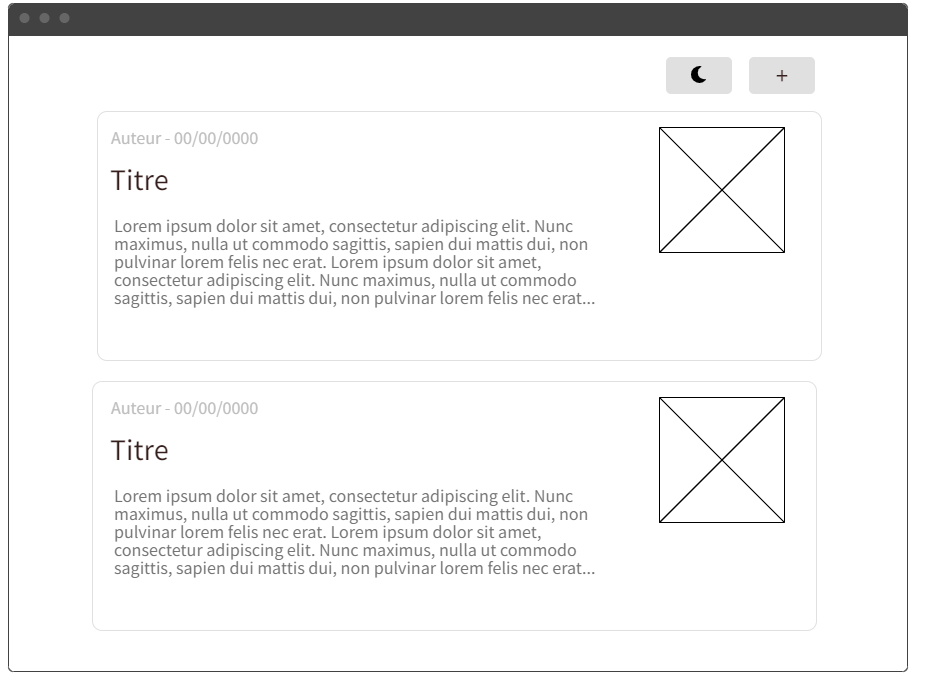 +
Auteur - 00/00/0000
Titre
Lorem ipsum dolor sit amet, consectetur adipiscing elit. Nunc
maximus, nulla ut commodo sagittis, sapien dui mattis dui, non
pulvinar lorem felis nec erat. Lorem ipsum dolor sit amet,
consectetur adipiscing elit. Nunc maximus, nulla ut commodo
sagittis, sapien dui mattis dui, non pulvinar lorem felis nec erat...
Auteur - 00/00/0000
Titre
Lorem ipsum dolor sit amet, consectetur adipiscing elit. Nunc
maximus, nulla ut commodo sagittis, sapien dui mattis dui, non
pulvinar lorem felis nec erat. Lorem ipsum dolor sit amet,
consectetur adipiscing elit. Nunc maximus, nulla ut commodo
sagittis, sapien dui mattis dui, non pulvinar lorem felis nec erat...